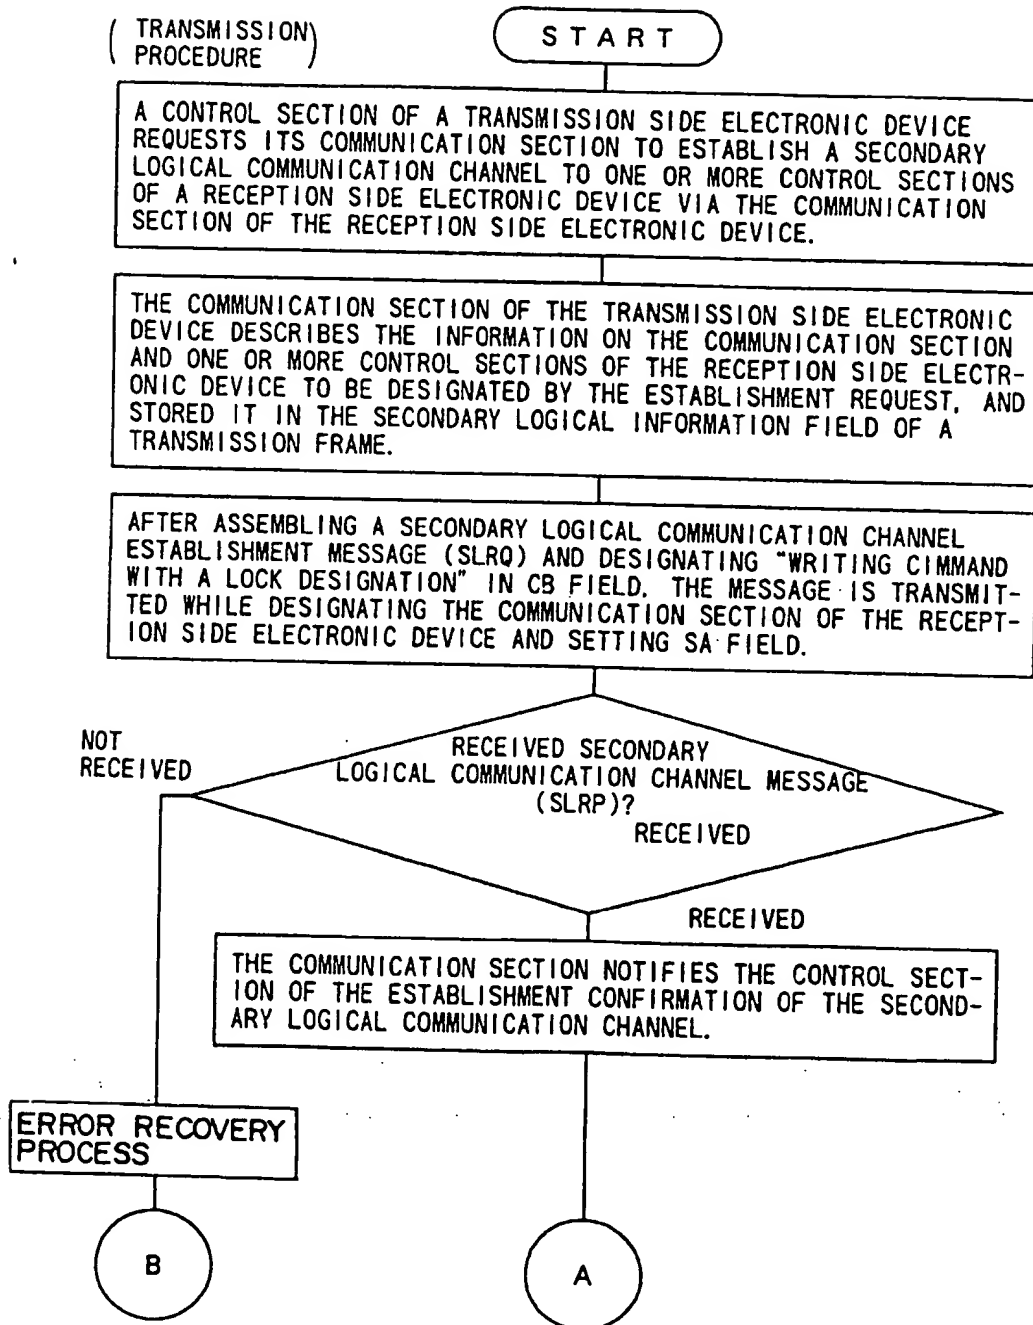 ( TRANSMISSION
PROCEDURE )
START
A CONTROL SECTION OF A TRANSMISSION SIDE ELECTRONIC DEVICE
REQUESTS ITS COMMUNICATION SECTION TO ESTABLISH A SECONDARY
LOGICAL COMMUNICATION CHANNEL TO ONE OR MORE CONTROL SECTIONS
OF A RECEPTION SIDE ELECTRONIC DEVICE VIA THE COMMUNICATION
SECTION OF THE RECEPTION SIDE ELECTRONIC DEVICE.
THE COMMUNICATION SECTION OF THE TRANSMISSION SIDE ELECTRONIC
DEVICE DESCRIBES THE INFORMATION ON THE COMMUNICATION SECTION
AND ONE OR MORE CONTROL SECTIONS OF THE RECEPTION SIDE ELECTR-
ONIC DEVICE TO BE DESIGNATED BY THE ESTABLISHMENT REQUEST, AND
STORED IT IN THE SECONDARY LOGICAL INFORMATION FIELD OF A
TRANSMISSION FRAME.
AFTER ASSEMBLING A SECONDARY LOGICAL COMMUNICATION CHANNEL
ESTABLISHMENT MESSAGE (SLRQ) AND DESIGNATING "WRITING CIMMAND
WITH A LOCK DESIGNATION" IN CB FIELD. THE MESSAGE IS TRANSMIT-
TED WHILE DESIGNATING THE COMMUNICATION SECTION OF THE RECEPT-
ION SIDE ELECTRONIC DEVICE AND SETTING SA FIELD.
NOT
RECEIVED
RECEIVED SECONDARY
LOGICAL COMMUNICATION CHANNEL MESSAGE
(SLRP)?
RECEIVED
RECEIVED
THE COMMUNICATION SECTION NOTIFIES THE CONTROL SECT-
ION OF THE ESTABLISHMENT CONFIRMATION OF THE SECOND-
ARY LOGICAL COMMUNICATION CHANNEL.
ERROR RECOVERY
PROCESS
B
A